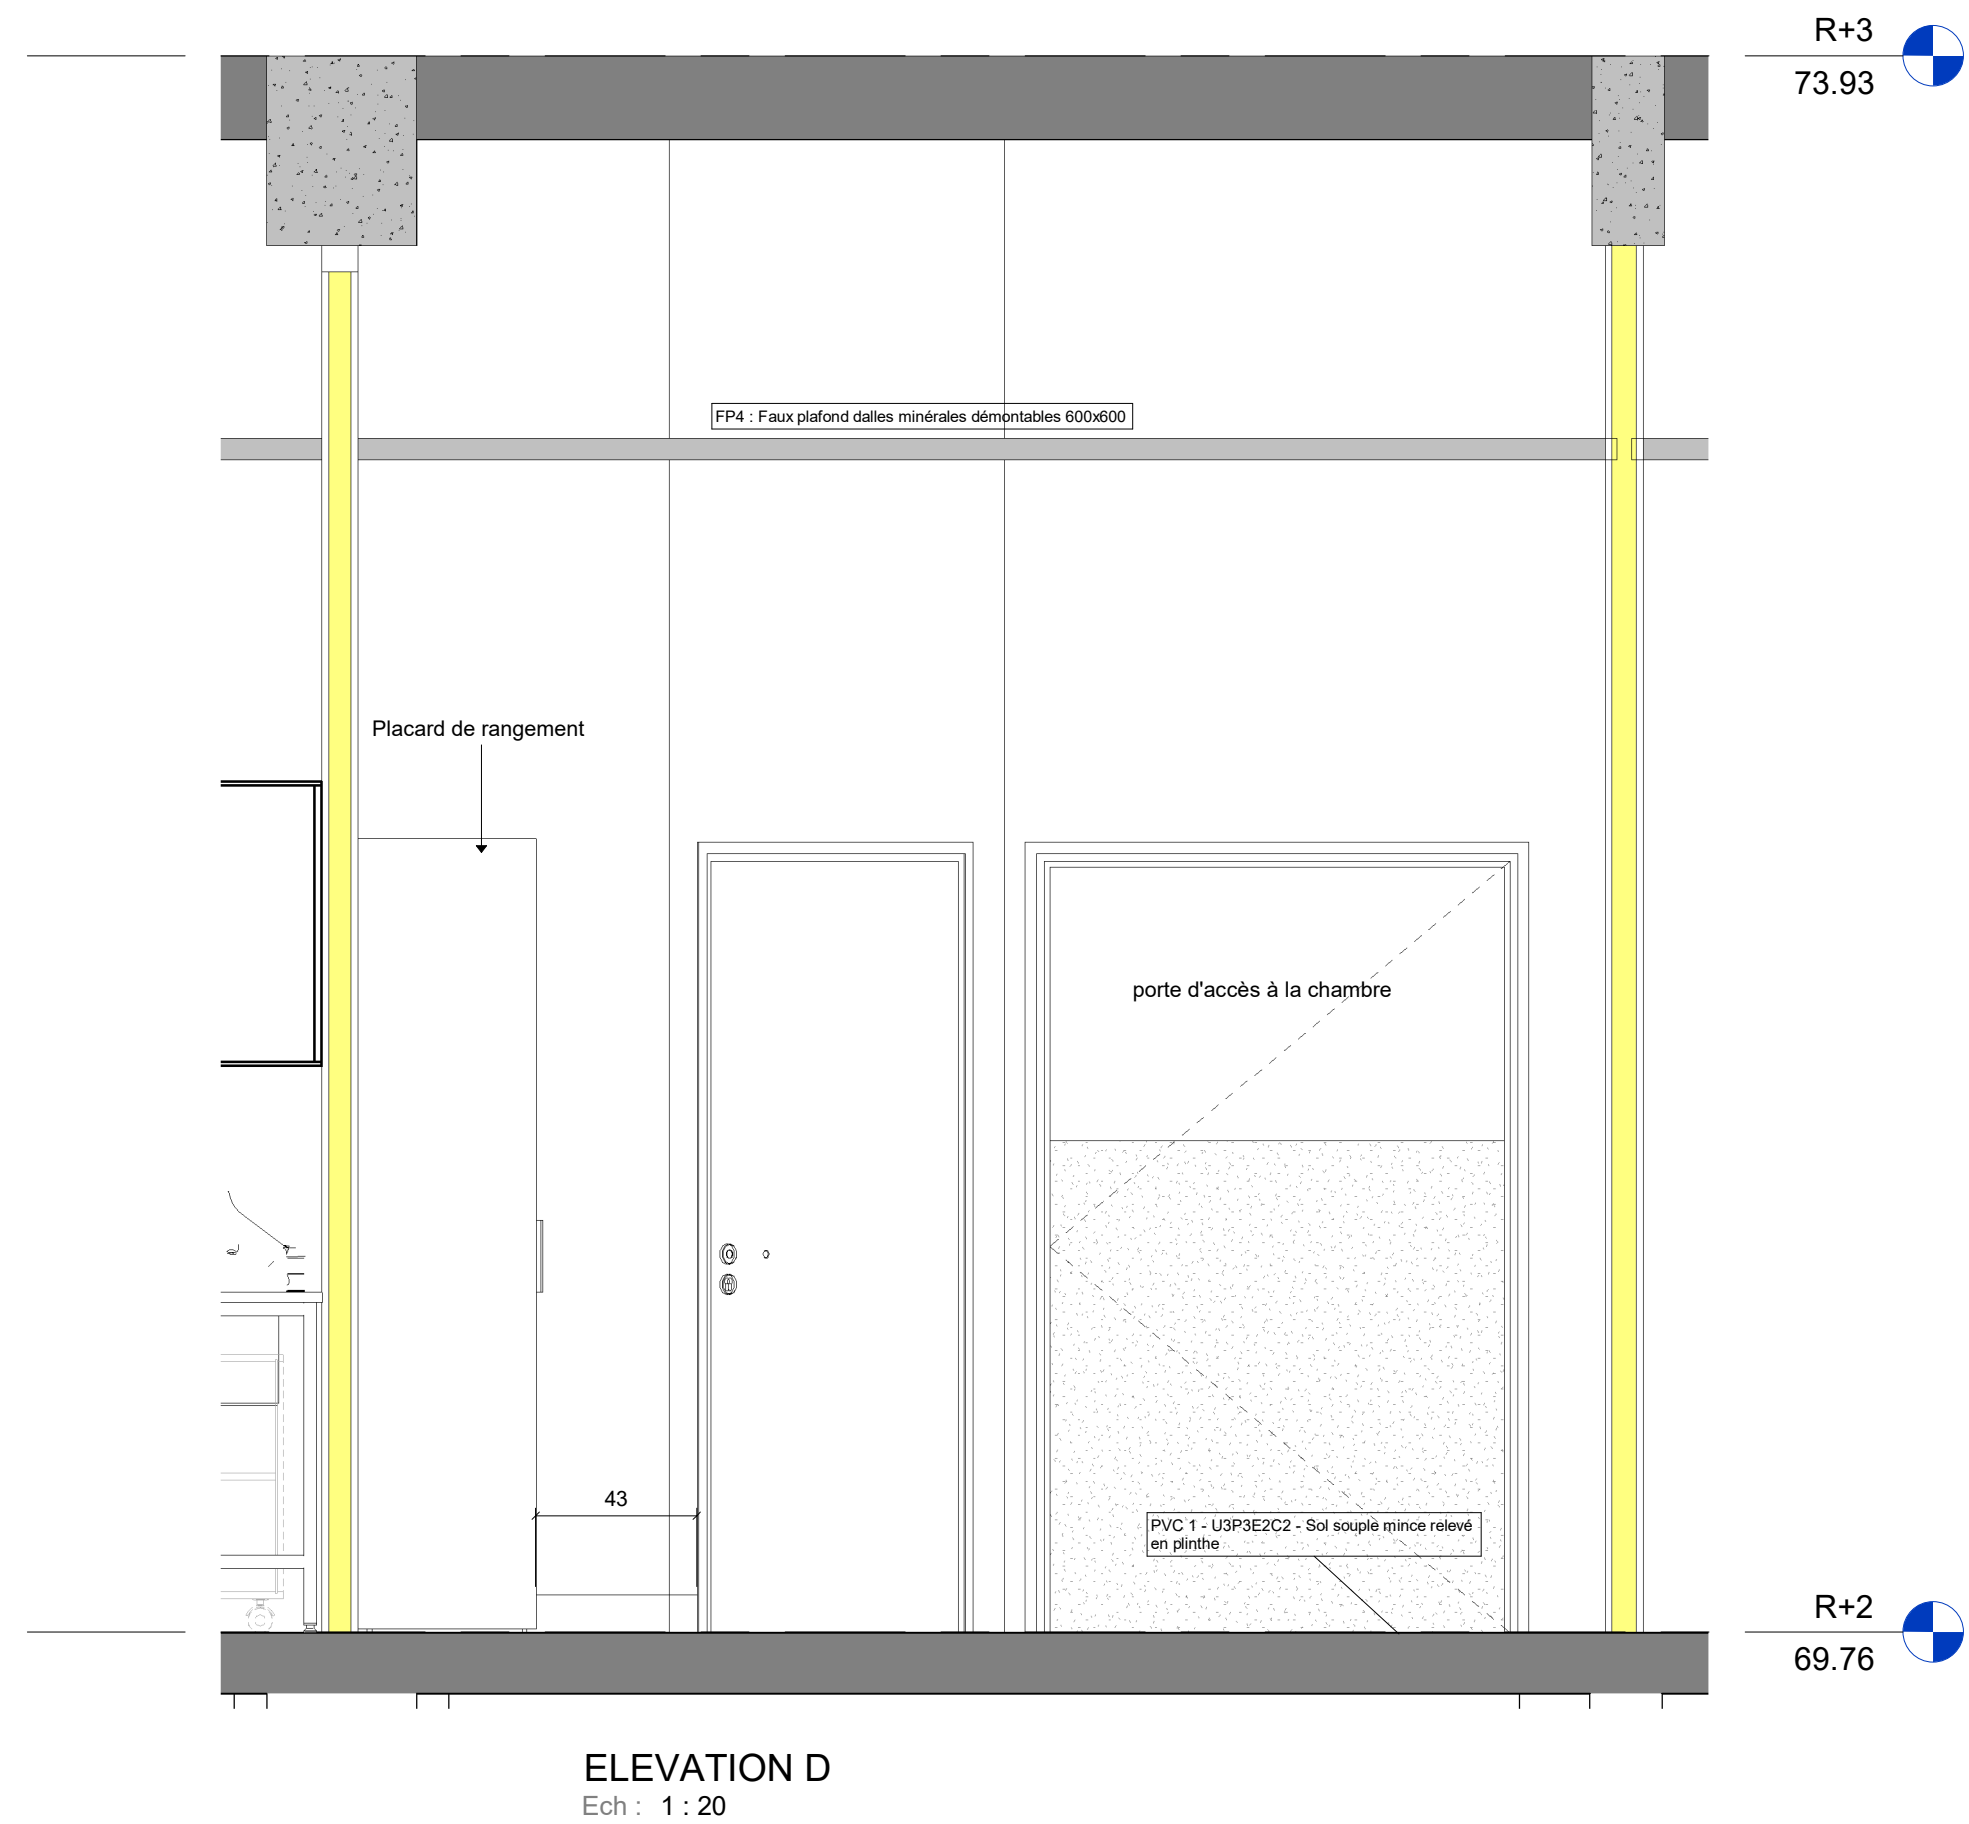 R+3
73.93
FP4 : Faux plafond dalles minérales démontables 600x600
Placard de rangement
porte d'accès à la chambre
43
PVC 1 - U3P3E2C2 - Sol souple mince relevé
en plinthe
R+2
69.76
ELEVATION D
Ech : 1 : 20